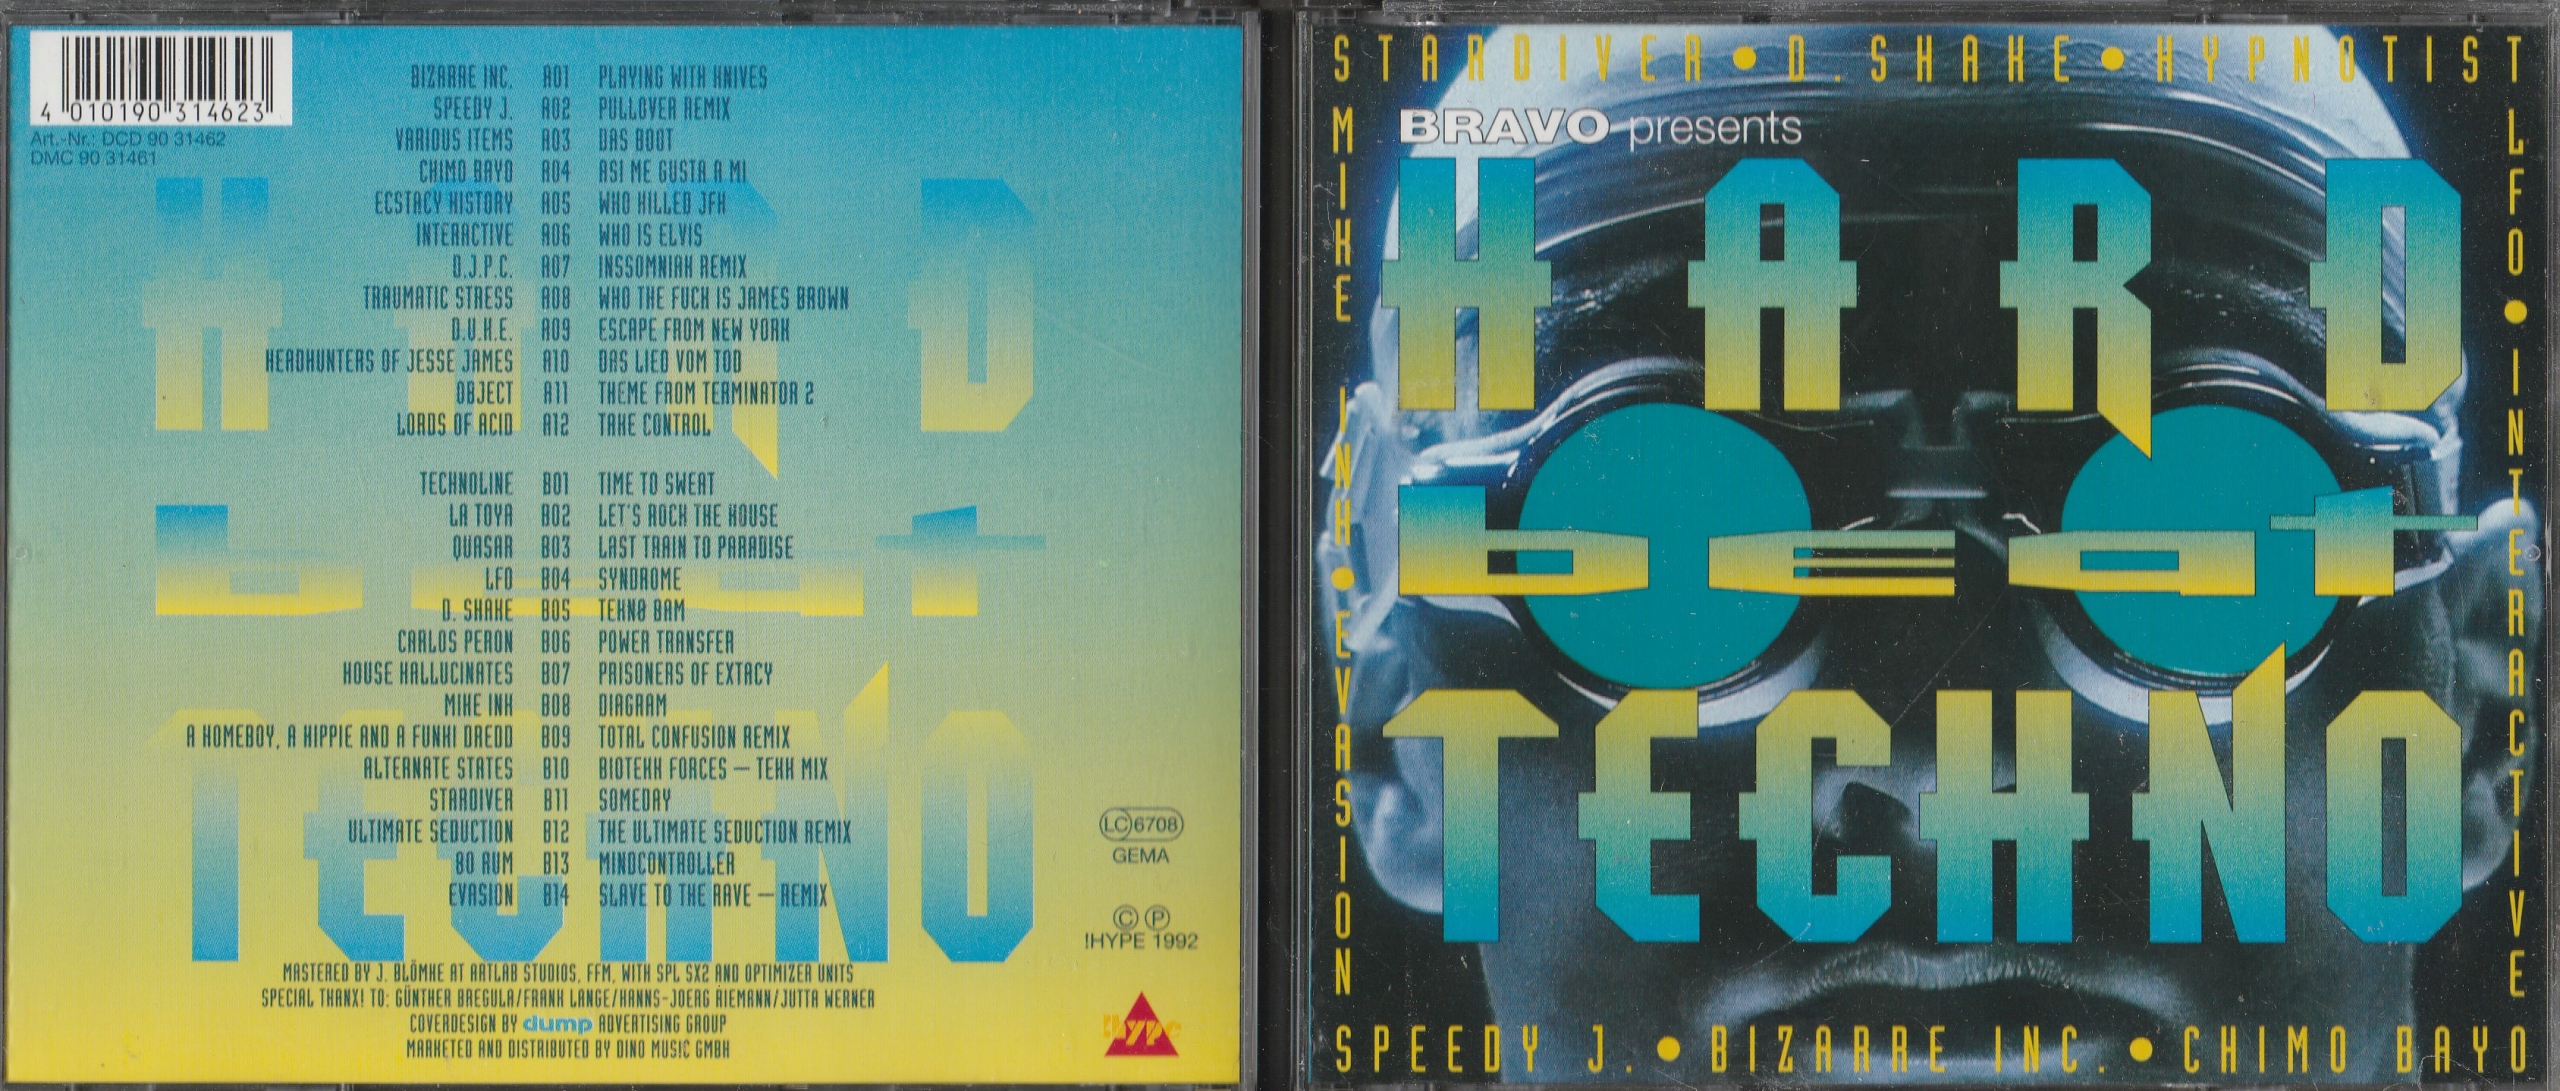 4 010190 314623
Art.-Nr.: DCD 90 31462
DMC 90 31461
BIZARRE INC. A01 PLAYING WITH KNIVES
SPEEDY J. A02 PULLOVER REMIX
VARIOUS ITEMS A03 DAS BOOT
CHIMO BAYO A04 ASI ME GUSTA A MI
ECSTACY HISTORY A05 WHO KILLED JFK
INTERACTIVE A06 WHO IS ELVIS
D.J.P.C. A07 INSSOMNIAK REMIX
TRAUMATIC STRESS A08 WHO THE FUCK IS JAMES BROWN
D.U.K.E. A09 ESCAPE FROM NEW YORK
HEADHUNTERS OF JESSE JAMES A10 DAS LIED VOM TOD
OBJECT A11 THEME FROM TERMINATOR 2
LORDS OF ACID A12 TAKE CONTROL
TECHNOLINE B01 TIME TO SWEAT
LA TOYA B02 LET'S ROCK THE HOUSE
QUASAR B03 LAST TRAIN TO PARADISE
LFO B04 SYNDROME
D. SHAKE B05 TEKNØ BAM
CARLOS PERON B06 POWER TRANSFER
HOUSE HALLUCINATES B07 PRISONERS OF EXTACY
MIKE INK B08 DIAGRAM
A HOMEBOY, A HIPPIE AND A FUNKI DREDD B09 TOTAL CONFUSION REMIX
ALTERNATE STATES B10 BIOTEKK FORCES — TEKK MIX
STARDIVER B11 SOMEDAY
ULTIMATE SEDUCTION B12 THE ULTIMATE SEDUCTION REMIX
80 AUM B13 MINDCONTROLLER
EVASION B14 SLAVE TO THE RAVE — REMIX
MASTERED BY J. BLÖMKE AT ARTLAB STUDIOS, FFM, WITH SPL SX2 AND OPTIMIZER UNITS
SPECIAL THANX! TO: GÜNTHER BREGULA/FRANK LANGE/HANNS-JOERG RIEMANN/JUTTA WERNER
COVERDESIGN BY dump ADVERTISING GROUP
MARKETED AND DISTRIBUTED BY DINO MUSIC GMBH
LC 6708
GEMA
© ℗
!HYPE 1992
!hype
HARD
beat
TECHNO
STARDIVER • D. SHAKE • HYPNOTIST
LFO • INTERACTIVE
MIKE INK • EVASION
SPEEDY J. • BIZARRE INC. • CHIMO BAYO
BRAVO presents
HARD
beat
TECHNO